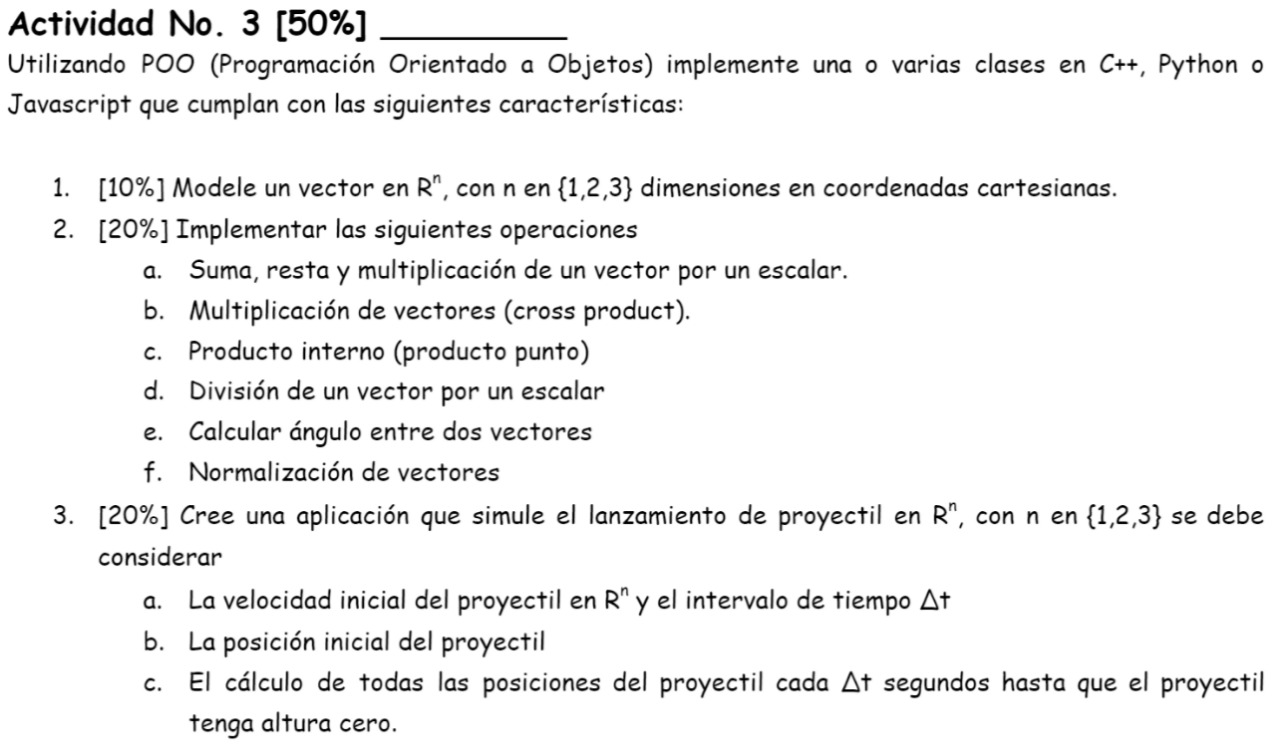 Actividad No. 3 [50%] __________
Utilizando POO (Programación Orientado a Objetos) implemente una o varias clases en C++, Python o
Javascript que cumplan con las siguientes características:
1. [10%] Modele un vector en Rⁿ, con n en {1,2,3} dimensiones en coordenadas cartesianas.
2. [20%] Implementar las siguientes operaciones
a. Suma, resta y multiplicación de un vector por un escalar.
b. Multiplicación de vectores (cross product).
c. Producto interno (producto punto)
d. División de un vector por un escalar
e. Calcular ángulo entre dos vectores
f. Normalización de vectores
3. [20%] Cree una aplicación que simule el lanzamiento de proyectil en Rⁿ, con n en {1,2,3} se debe
considerar
a. La velocidad inicial del proyectil en Rⁿ y el intervalo de tiempo Δt
b. La posición inicial del proyectil
c. El cálculo de todas las posiciones del proyectil cada Δt segundos hasta que el proyectil
tenga altura cero.